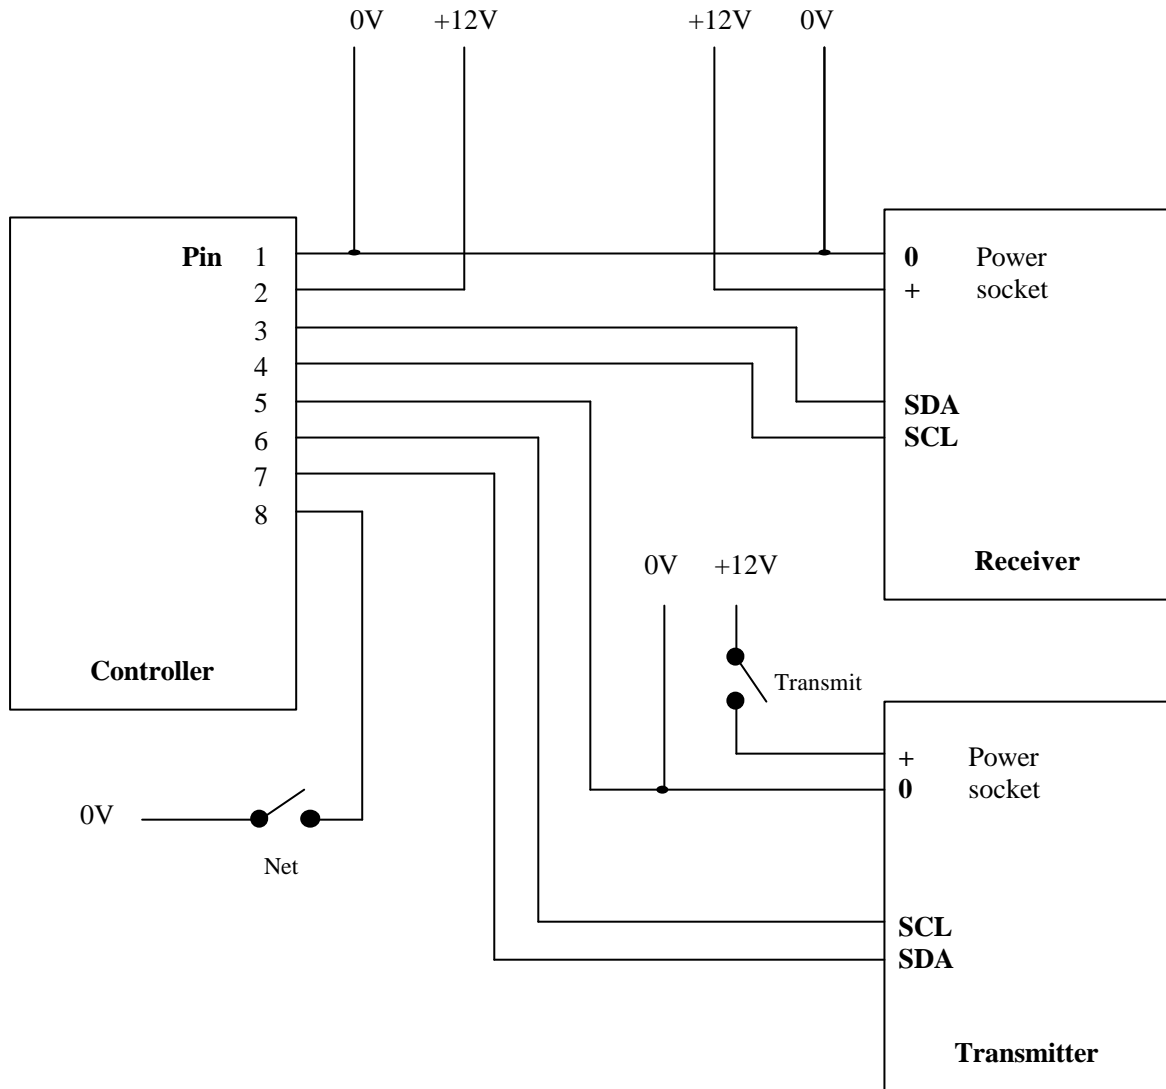 0V +12V +12V 0V
Pin 1
2
3
4
5
6
7
8
Controller
0 Power
+ socket
SDA
SCL
Receiver
0V +12V
Transmit
0V
Net
+ Power
0 socket
SCL
SDA
Transmitter